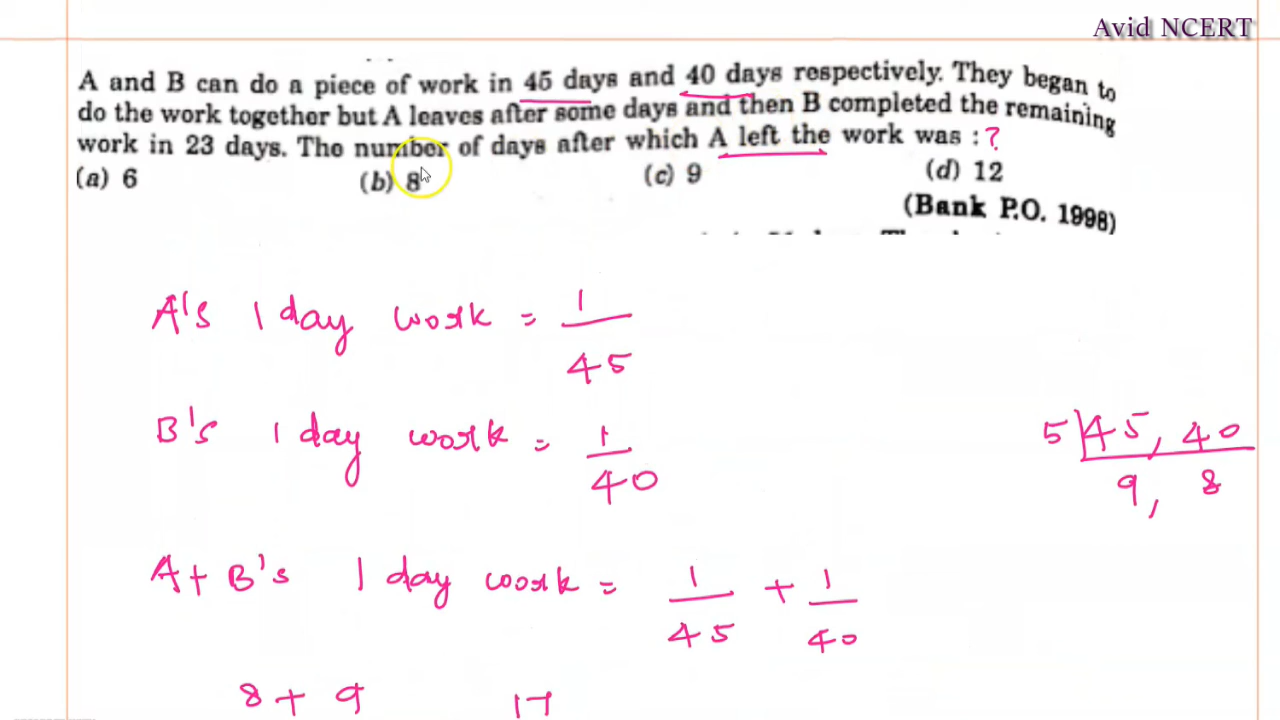 Avid NCERT
A and B can do a piece of work in 45 days and 40 days respectively. They began to
do the work together but A leaves after some days and then B completed the remaining
work in 23 days. The number of days after which A left the work was : ?
(a) 6 (b) 8 (c) 9 (d) 12
(Bank P.O. 1998)
A's 1 day work = 1/45
B's 1 day work = 1/40
5 | 45, 40
9, 8
A+B's 1 day work = 1/45 + 1/40
8 + 9 17